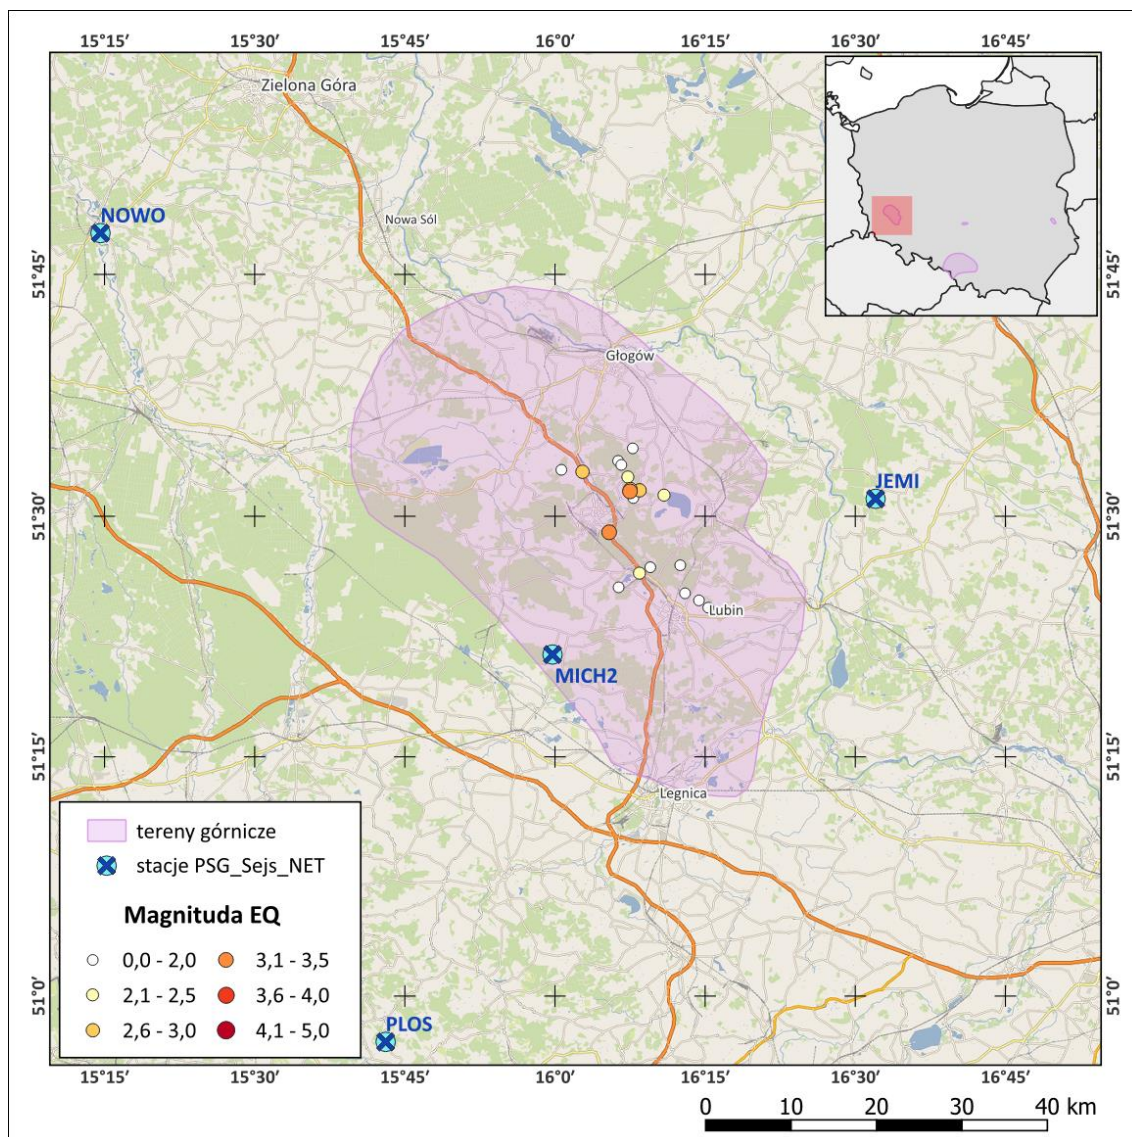 15°15′ 15°30′ 15°45′ 16°0′ 16°15′ 16°30′ 16°45′
Zielona Góra
NOWO
Nowa Sól
51°45′ 51°45′
Głogów
JEMI
51°30′ 51°30′
Lubin
MICH2
51°15′ 51°15′
Legnica
tereny górnicze
stacje PSG_Sejs_NET
Magnituda EQ
0,0 - 2,0 3,1 - 3,5
2,1 - 2,5 3,6 - 4,0
2,6 - 3,0 4,1 - 5,0
51°0′ 51°0′
PLOS
15°15′ 15°30′ 15°45′ 16°0′ 16°15′ 16°30′ 16°45′
0 10 20 30 40 km